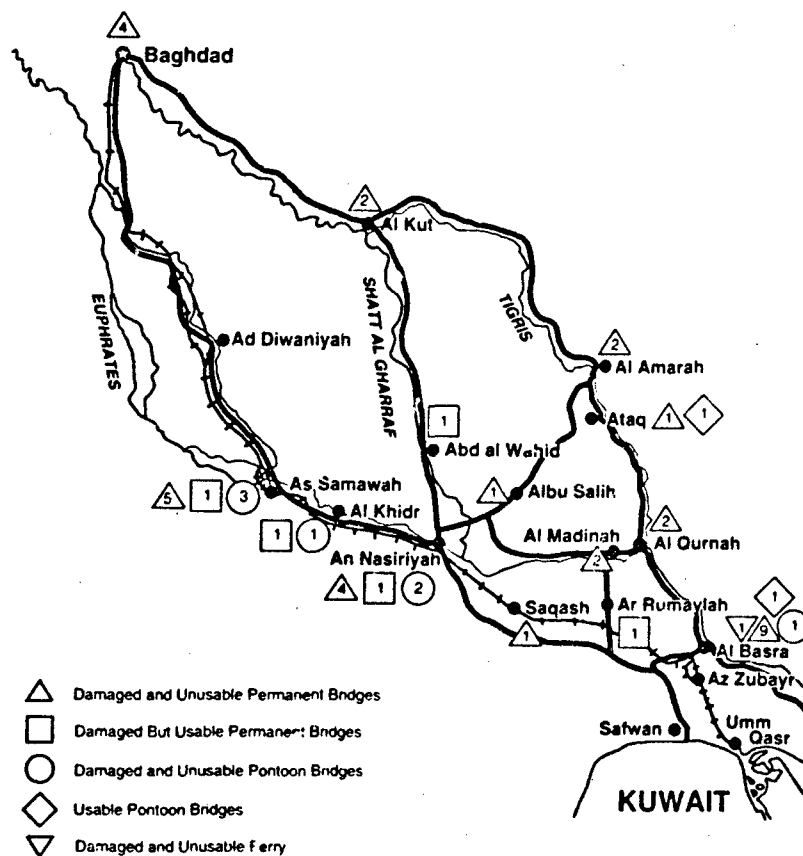 4
Baghdad
2
Al Kut
EUPHRATES
SHATT AL GHARRAF
TIGRIS
Ad Diwaniyah
2
Al Amarah
1
Ataq 1 1
Abd al Wahid
As Samawah
5 1 3
1
Albu Salih
Al Khidr
1 1
2
Al Madinah
Al Qurnah
An Nasiriyah
2
4 1 2
Saqash
Ar Rumaylah
1
1
1
1 9 1
Al Basra
Az Zubayr
Safwan
Umm
Qasr
KUWAIT
Damaged and Unusable Permanent Bridges
Damaged But Usable Permanent Bridges
Damaged and Unusable Pontoon Bridges
Usable Pontoon Bridges
Damaged and Unusable Ferry